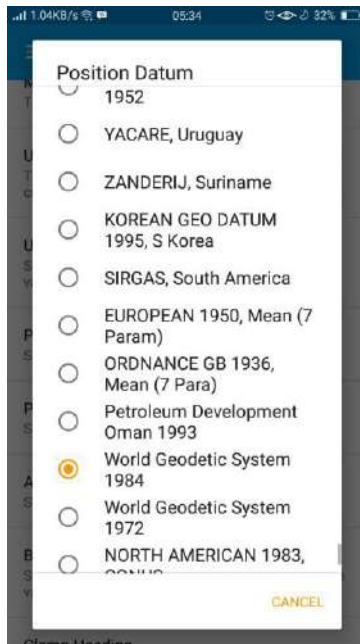 1.04KB/s 05:34 32%
Position Datum
1952
YACARE, Uruguay
ZANDERIJ, Suriname
KOREAN GEO DATUM
1995, S Korea
SIRGAS, South America
EUROPEAN 1950, Mean (7
Param)
ORDNANCE GB 1936,
Mean (7 Para)
Petroleum Development
Oman 1993
World Geodetic System
1984
World Geodetic System
1972
NORTH AMERICAN 1983,
CANCEL